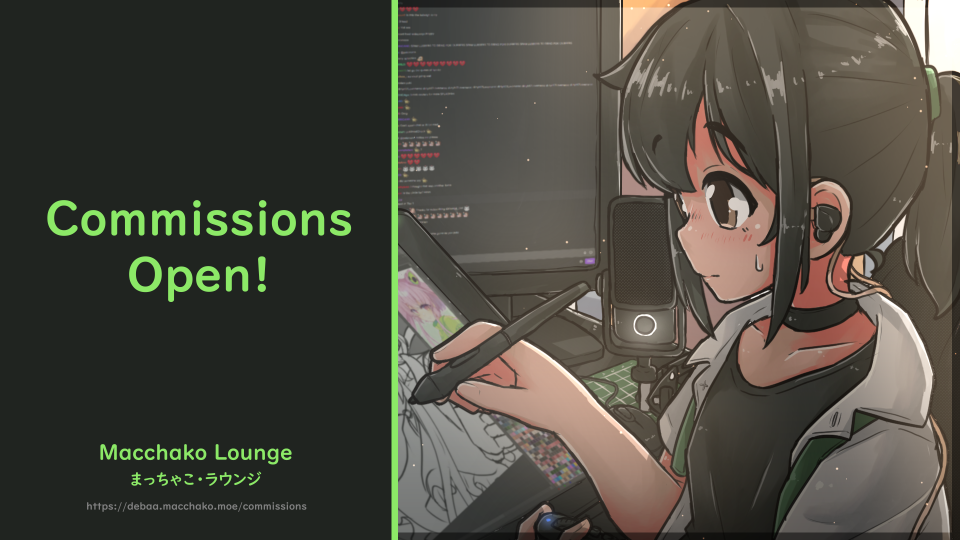 Commissions
Open!
Macchako Lounge
まっちゃこ・ラウンジ
https://debaa.macchako.moe/commissions